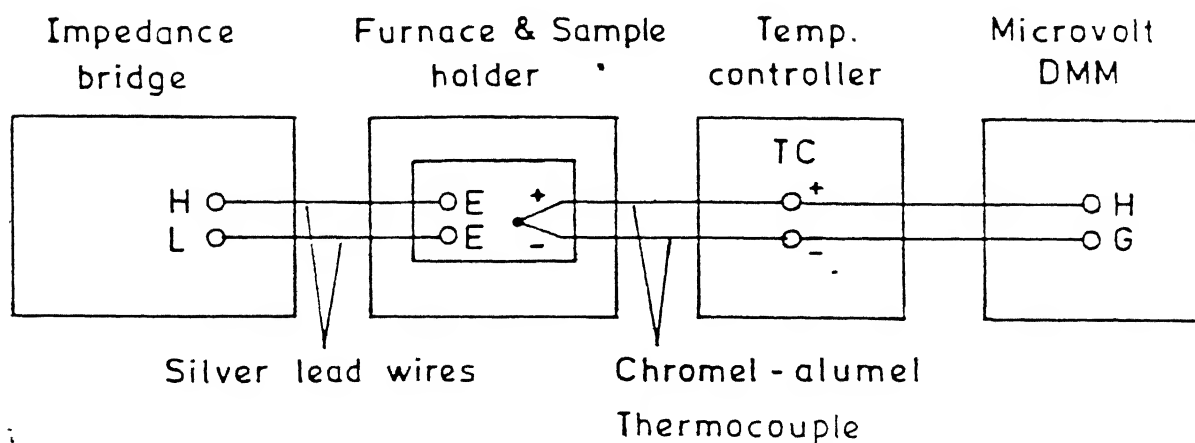 Impedance bridge
Furnace & Sample holder
Temp. controller
Microvolt DMM
TC
H
E
+
+
H
L
E
-
-
G
Silver lead wires
Chromel - alumel
Thermocouple